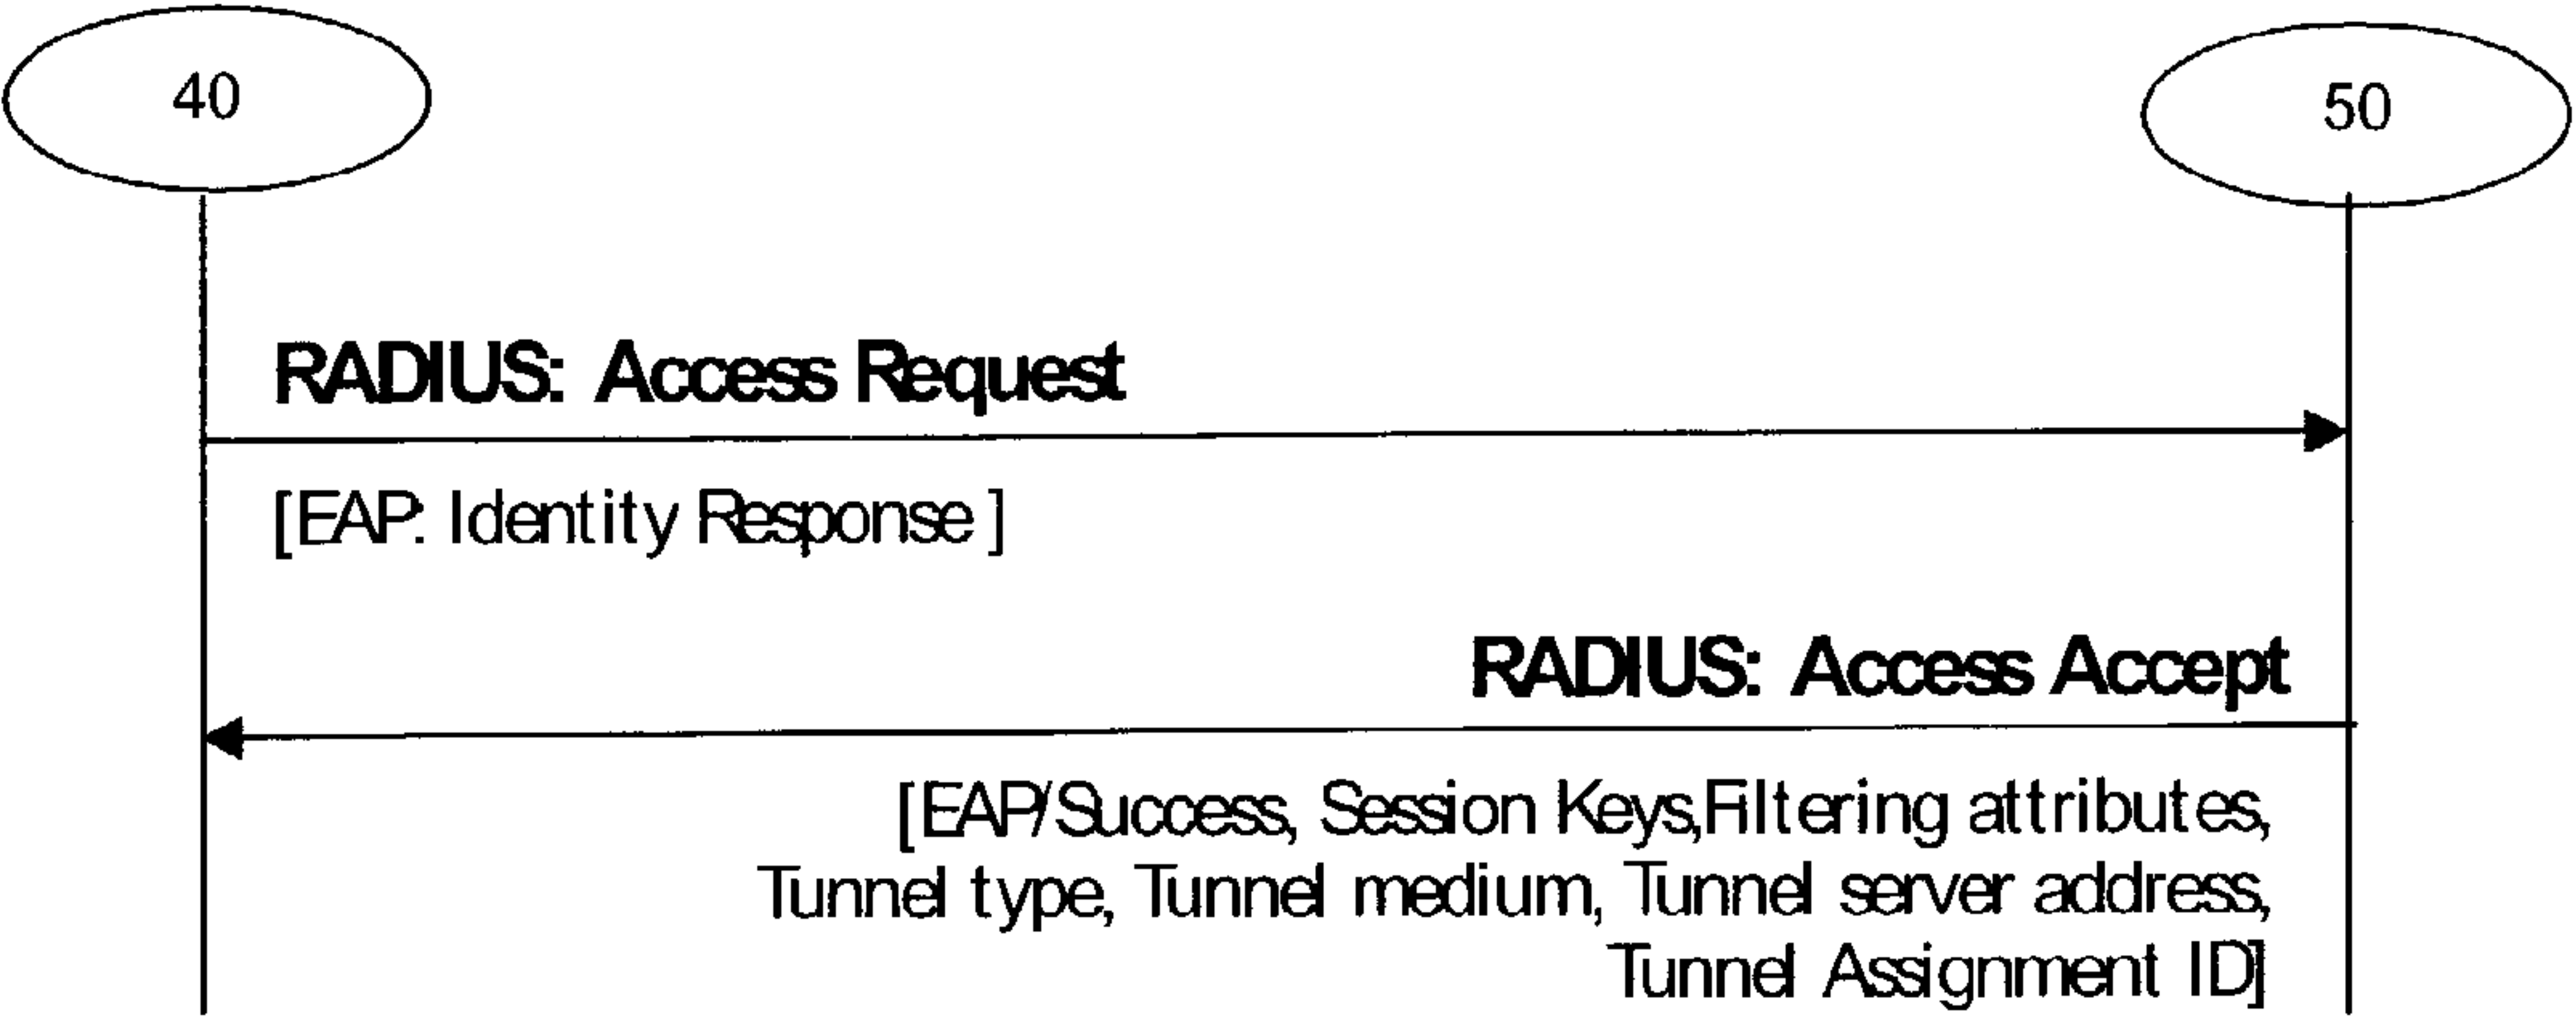 40
50
RADIUS: Access Request
[EAP: Identity Response]
RADIUS: Access Accept
[EAP/Success, Session Keys,Filtering attributes,
Tunnel type, Tunnel medium, Tunnel server address,
Tunnel Assignment ID]